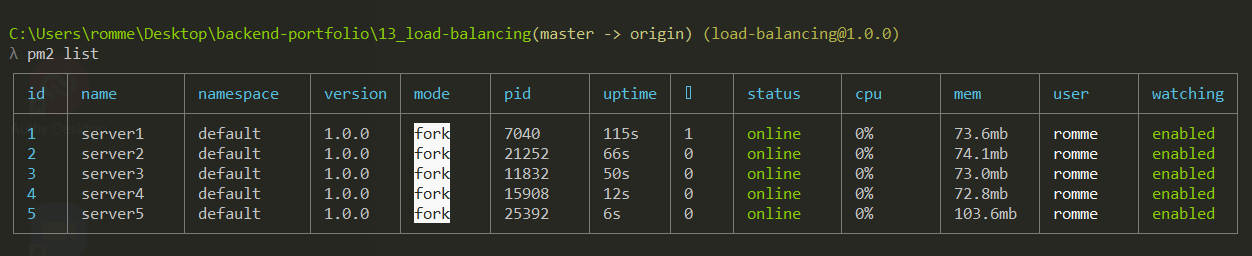 C:\Users\romme\Desktop\backend-portfolio\13_load-balancing(master -> origin) (load-balancing@1.0.0)
λ pm2 list
id name namespace version mode pid uptime status cpu mem user watching
1 server1 default 1.0.0 fork 7040 115s 1 online 0% 73.6mb romme enabled
2 server2 default 1.0.0 fork 21252 66s 0 online 0% 74.1mb romme enabled
3 server3 default 1.0.0 fork 11832 50s 0 online 0% 73.0mb romme enabled
4 server4 default 1.0.0 fork 15908 12s 0 online 0% 72.8mb romme enabled
5 server5 default 1.0.0 fork 25392 6s 0 online 0% 103.6mb romme enabled